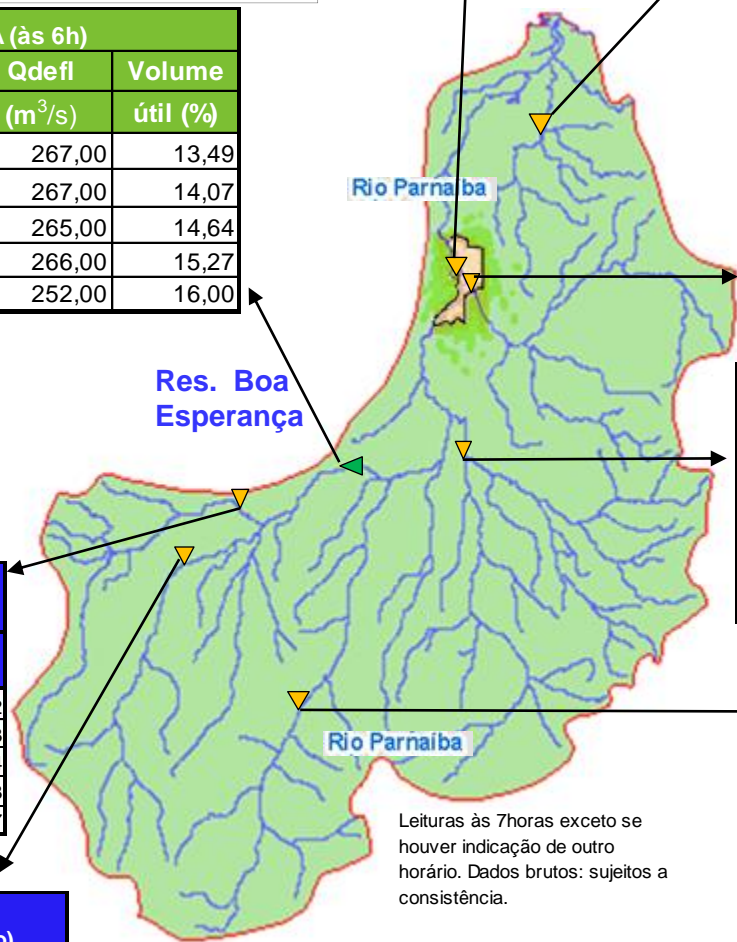 (às 6h)
Qdefl Volume
(m³/s) útil (%)
267,00 13,49
267,00 14,07
265,00 14,64
266,00 15,27
252,00 16,00
Rio Parnaíba
Res. Boa
Esperança
Rio Parnaíba
Leituras às 7horas exceto se
houver indicação de outro
horário. Dados brutos: sujeitos a
consistência.